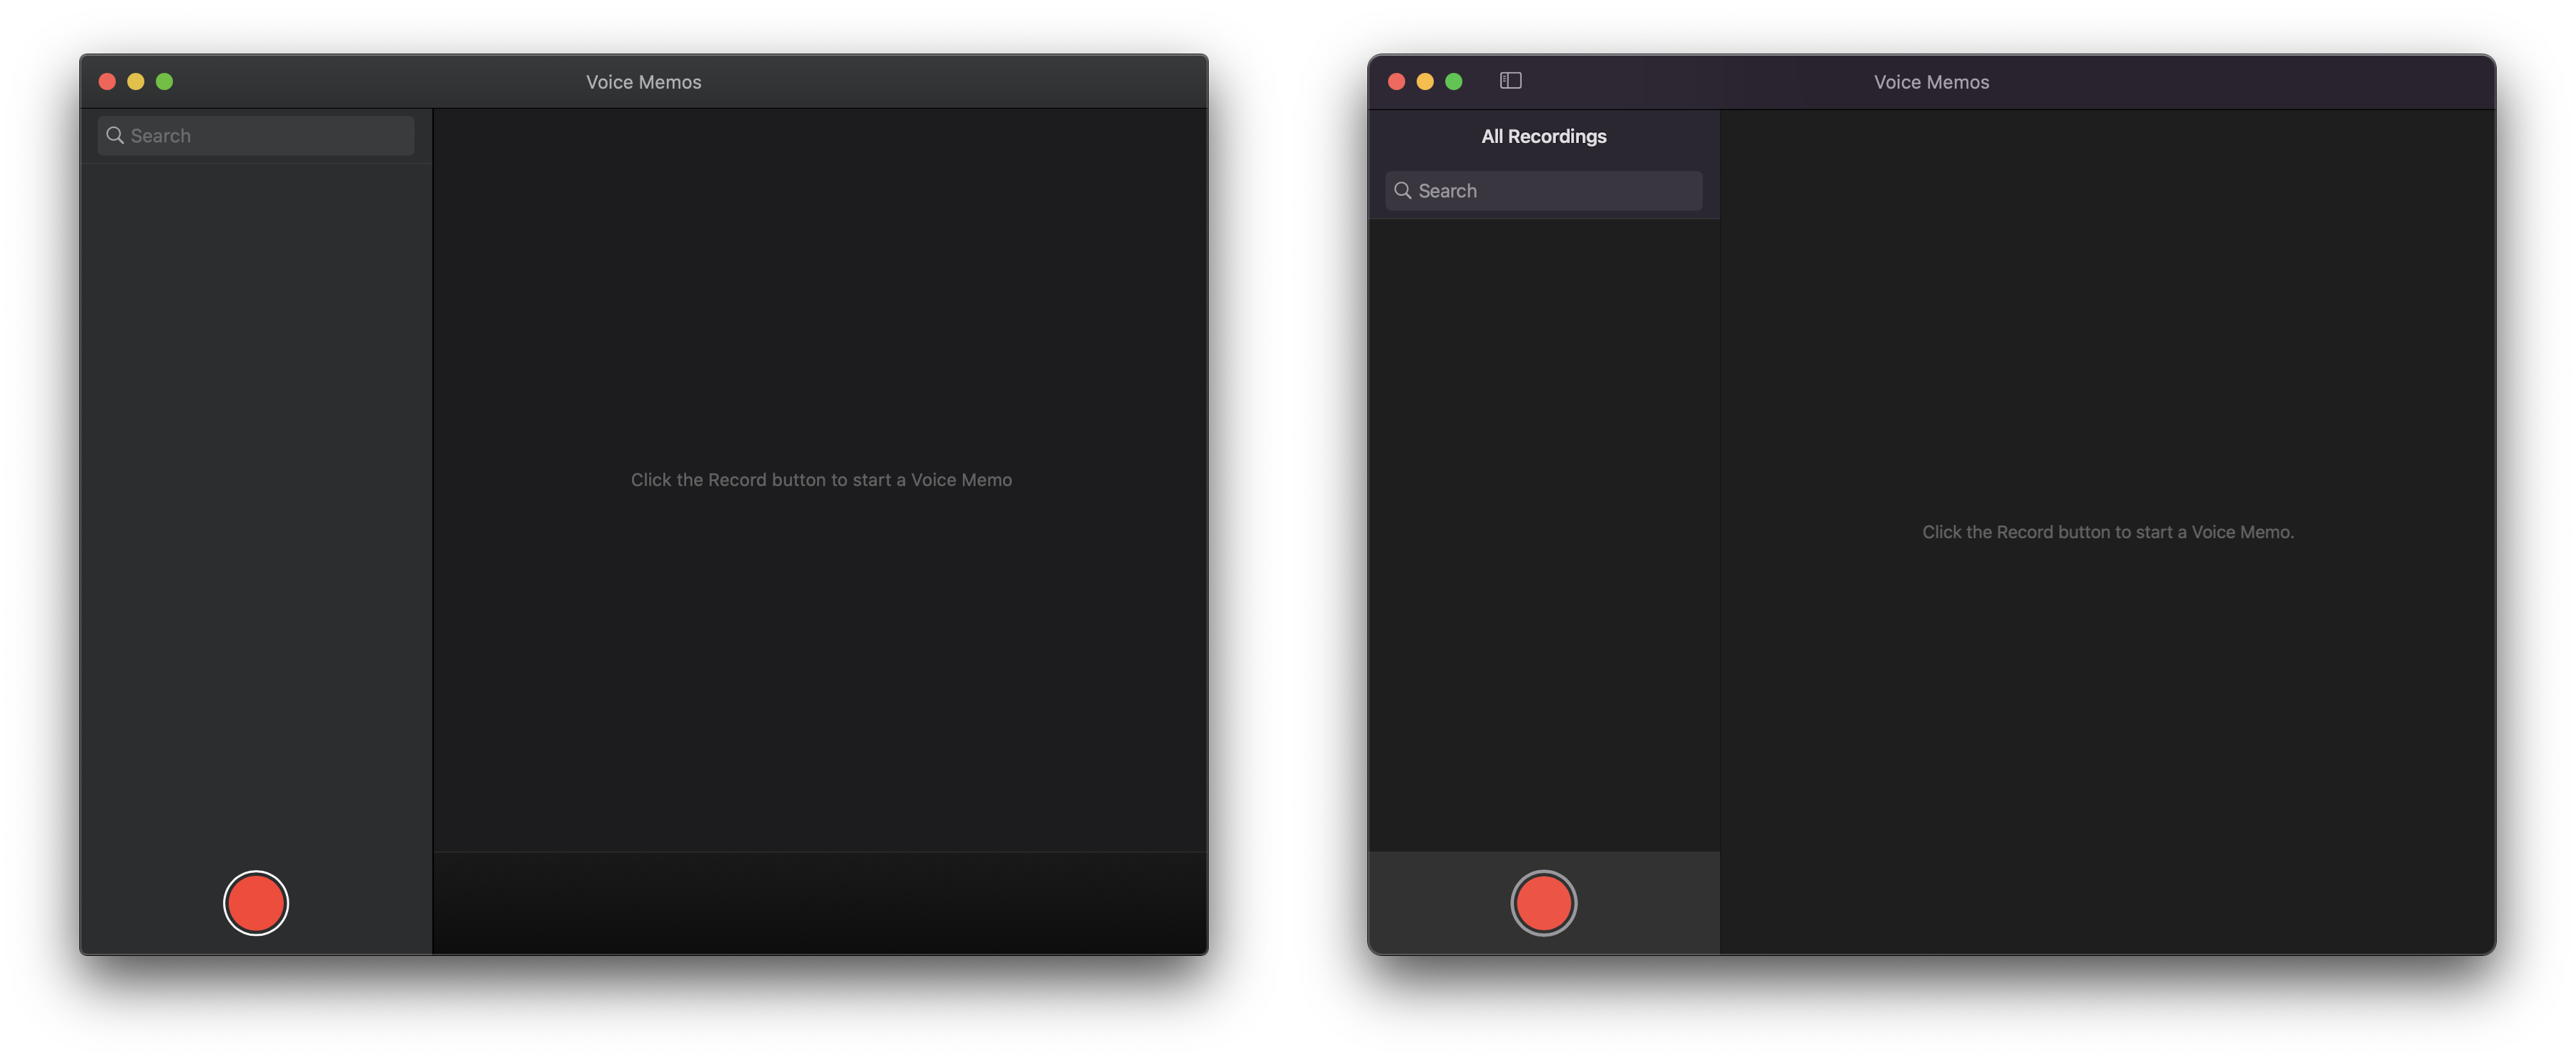 Voice Memos
Search
Click the Record button to start a Voice Memo
Voice Memos
All Recordings
Search
Click the Record button to start a Voice Memo.